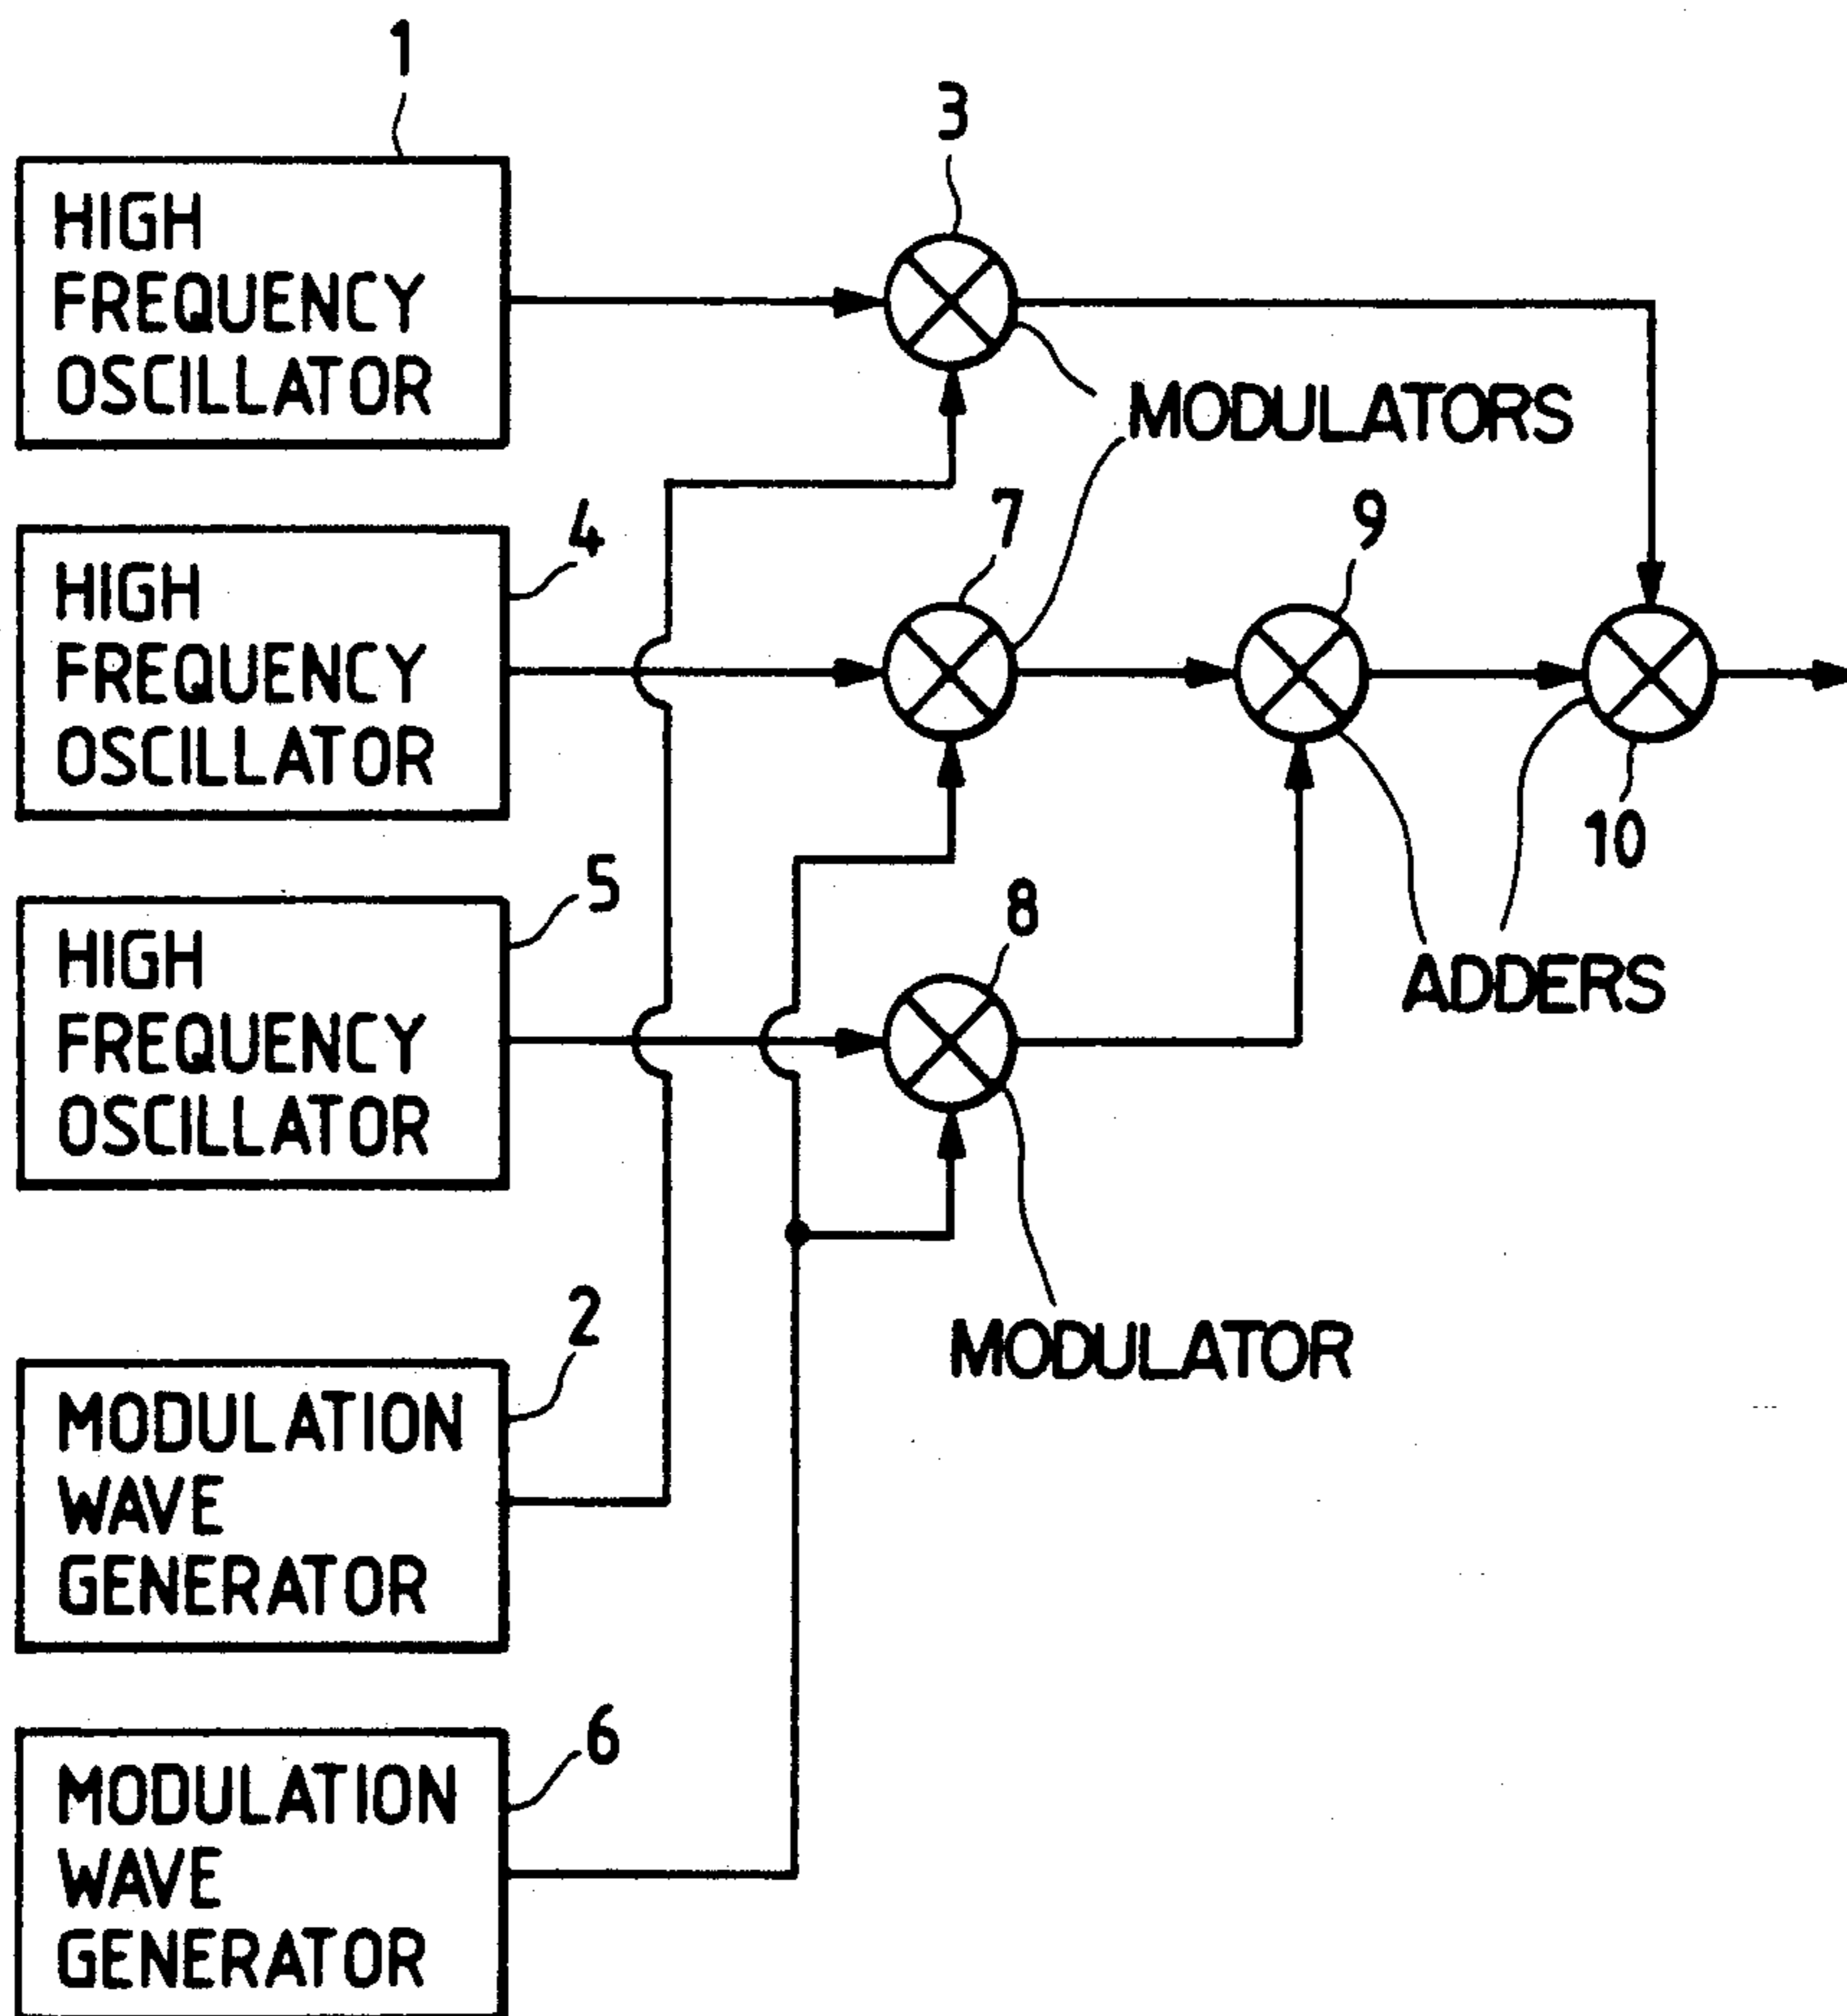 1
HIGH
FREQUENCY
OSCILLATOR
3
MODULATORS
4
HIGH
FREQUENCY
OSCILLATOR
7
9
10
5
HIGH
FREQUENCY
OSCILLATOR
8
ADDERS
2
MODULATION
WAVE
GENERATOR
MODULATOR
6
MODULATION
WAVE
GENERATOR